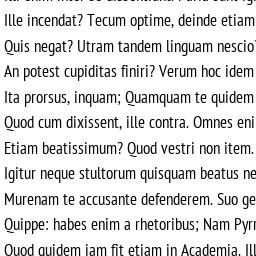 Ille incendat? Tecum optime, deinde etiam
Quis negat? Utram tandem linguam nescio?
An potest cupiditas finiri? Verum hoc idem
Ita prorsus, inquam; Quamquam te quidem
Quod cum dixissent, ille contra. Omnes eni
Etiam beatissimum? Quod vestri non item.
Igitur neque stultorum quisquam beatus ne
Murenam te accusante defenderem. Suo ge
Quippe: habes enim a rhetoribus; Nam Pyrr
Quod quidem iam fit etiam in Academia. Ill